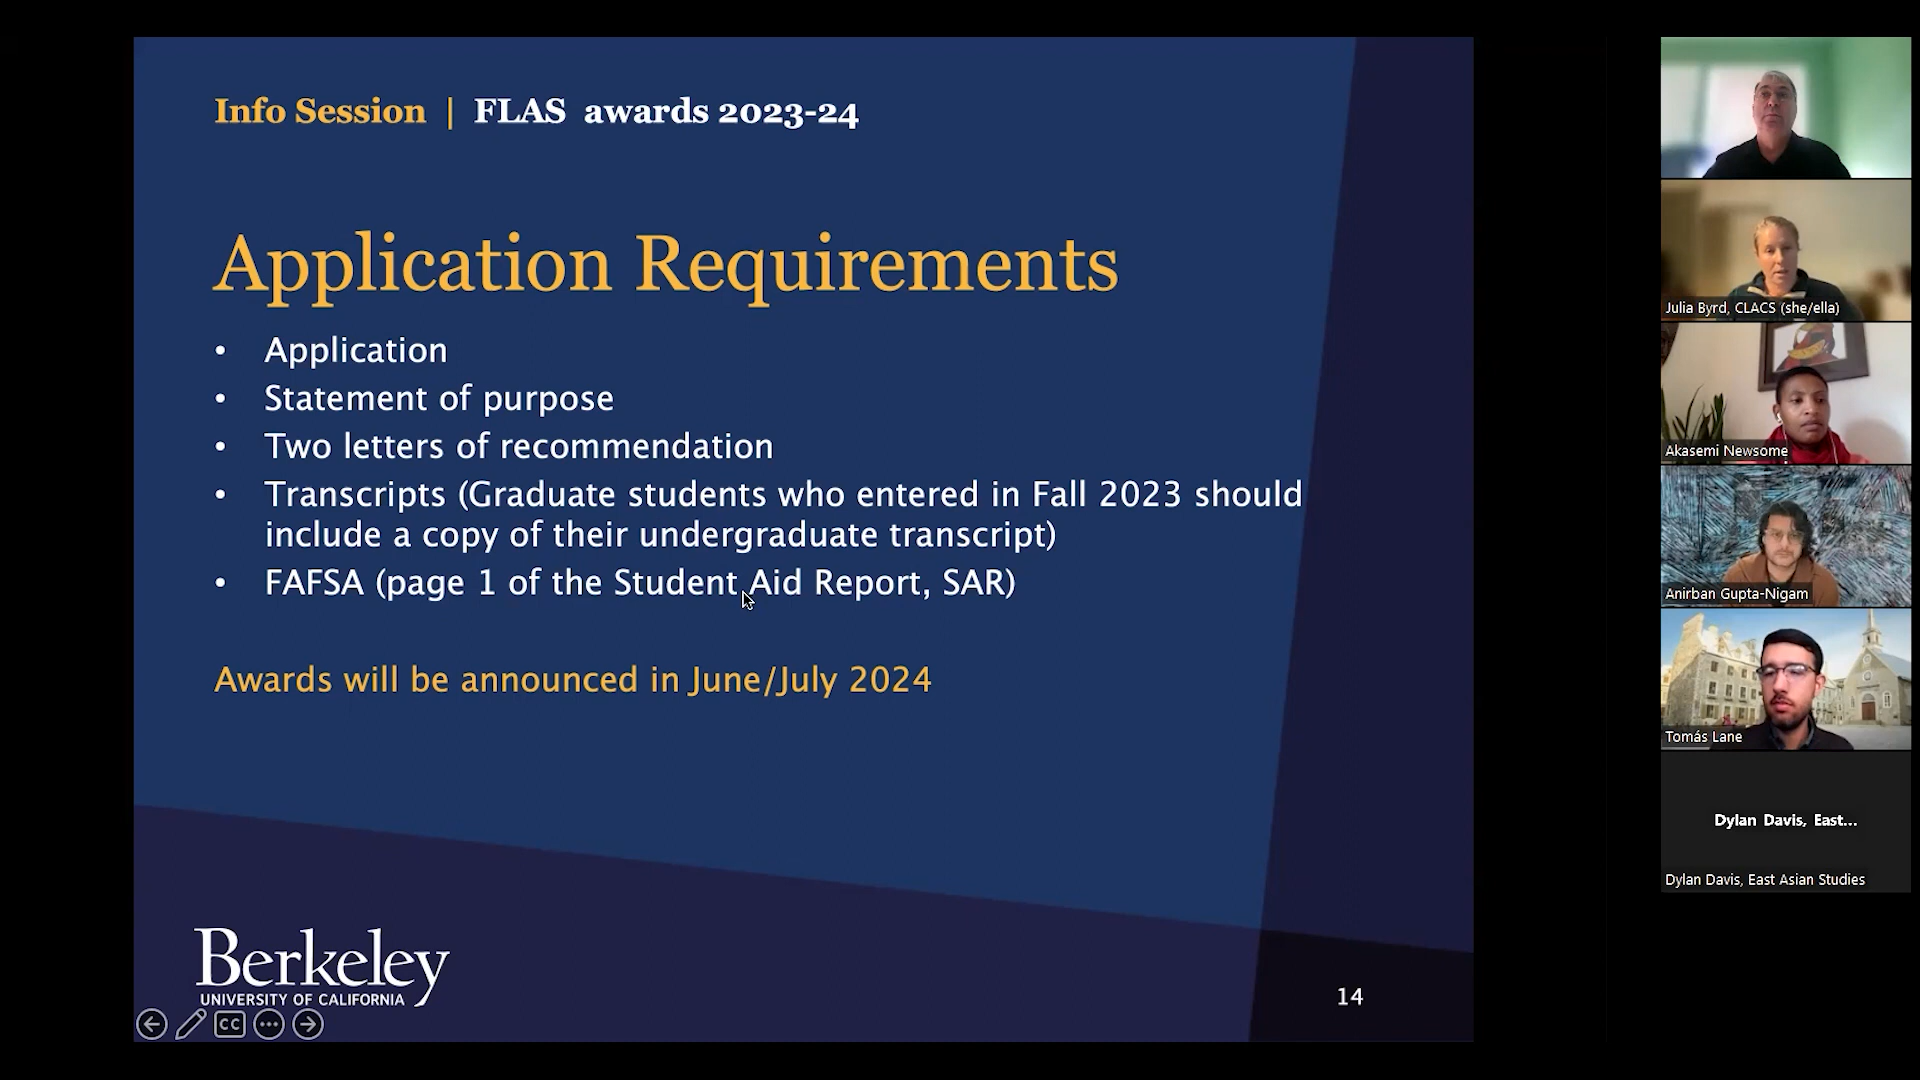 Info Session | FLAS awards 2023-24
Application Requirements
• Application
• Statement of purpose
• Two letters of recommendation
• Transcripts (Graduate students who entered in Fall 2023 should
include a copy of their undergraduate transcript)
• FAFSA (page 1 of the Student Aid Report, SAR)
Awards will be announced in June/July 2024
Berkeley
UNIVERSITY OF CALIFORNIA
CC
14
Julia Byrd, CLACS (she/ella)
Akasemi Newsome
Anirban Gupta-Nigam
Tomás Lane
Dylan Davis, East...
Dylan Davis, East Asian Studies